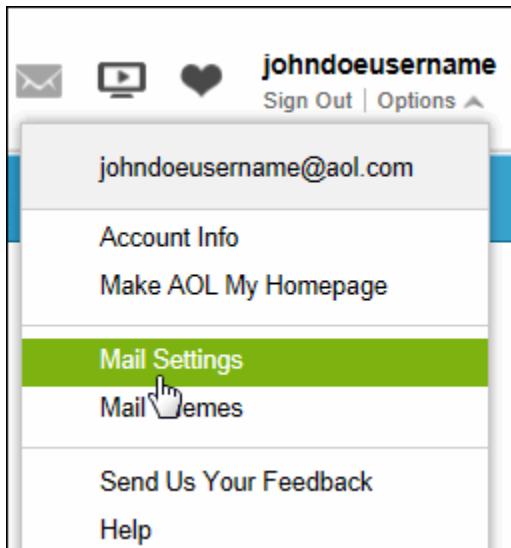 johndoeusername
Sign Out | Options
johndoeusername@aol.com
Account Info
Make AOL My Homepage
Mail Settings
Mail emes
Send Us Your Feedback
Help